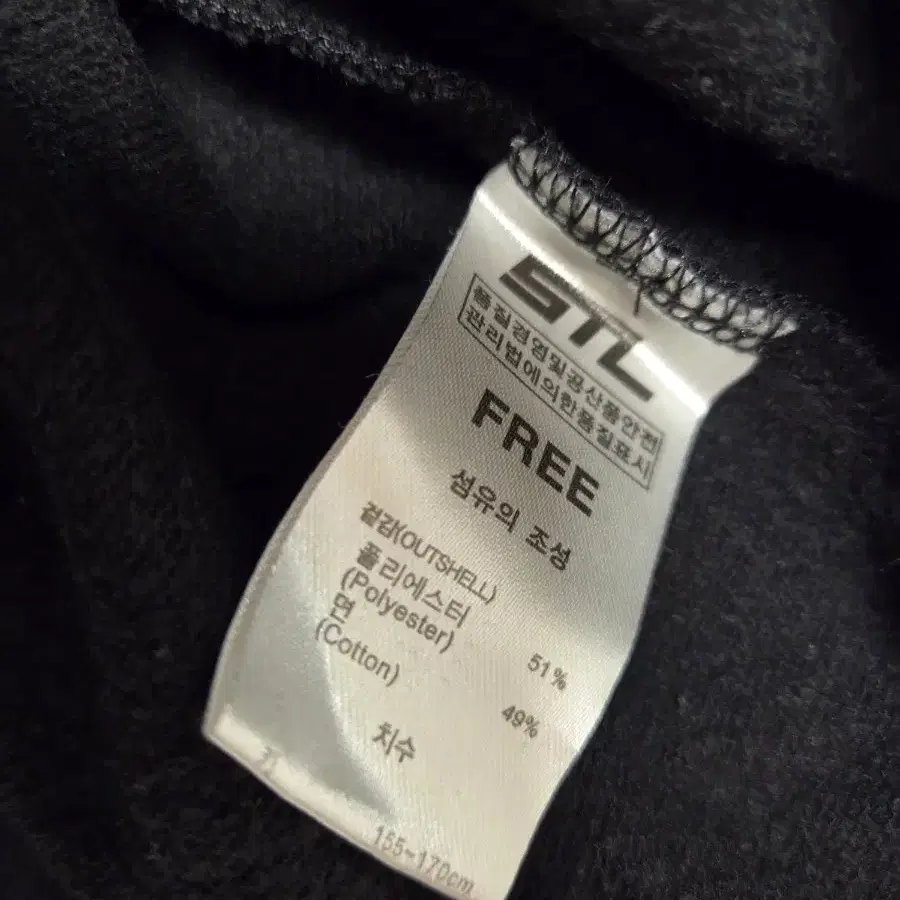 STL
품질경영및공산품안전
관리법에의한품질표시
FREE
섬유의 조성
겉감(OUTSHELL)
폴리에스터
(Polyester) 51%
면
(Cotton) 49%
치수
155~170cm